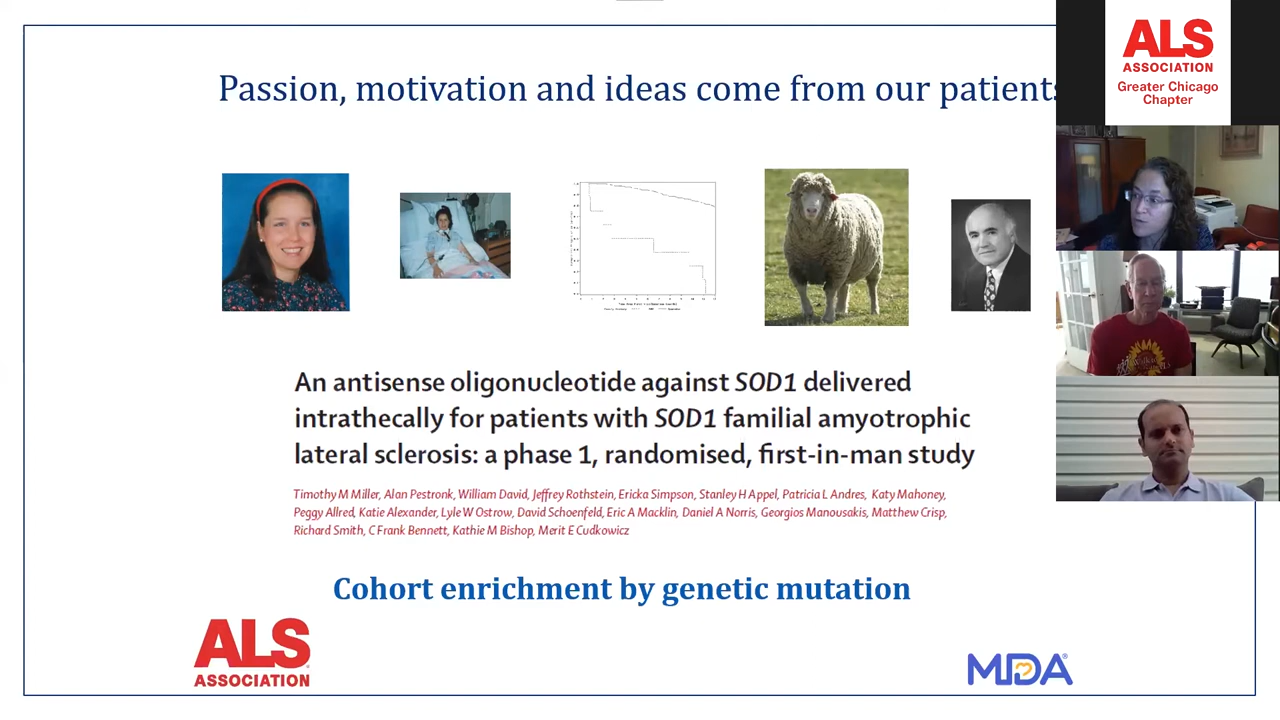 Passion, motivation and ideas come from our patients
An antisense oligonucleotide against SOD1 delivered
intrathecally for patients with SOD1 familial amyotrophic
lateral sclerosis: a phase 1, randomised, first-in-man study
Timothy M Miller, Alan Pestronk, William David, Jeffrey Rothstein, Ericka Simpson, Stanley H Appel, Patricia L Andres, Katy Mahoney,
Peggy Allred, Katie Alexander, Lyle W Ostrow, David Schoenfeld, Eric A Macklin, Daniel A Norris, Georgios Manousakis, Matthew Crisp,
Richard Smith, C Frank Bennett, Kathie M Bishop, Merit E Cudkowicz
Cohort enrichment by genetic mutation
ALS
ASSOCIATION
MDA
ALS
ASSOCIATION
Greater Chicago
Chapter